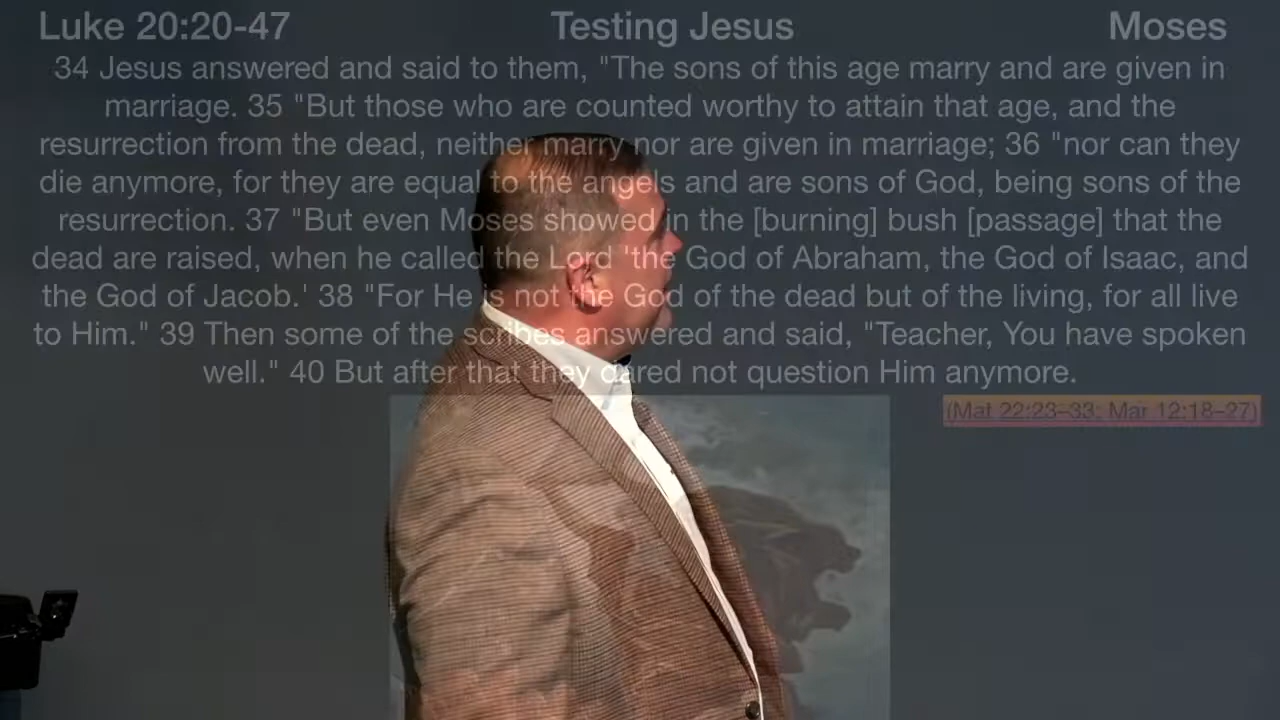 Luke 20:20-47 Testing Jesus Moses
34 Jesus answered and said to them, "The sons of this age marry and are given in
marriage. 35 "But those who are counted worthy to attain that age, and the
resurrection from the dead, neither marry nor are given in marriage; 36 "nor can they
die anymore, for they are equal to the angels and are sons of God, being sons of the
resurrection. 37 "But even Moses showed in the [burning] bush [passage] that the
dead are raised, when he called the Lord 'the God of Abraham, the God of Isaac, and
the God of Jacob.' 38 "For He is not the God of the dead but of the living, for all live
to Him." 39 Then some of the scribes answered and said, "Teacher, You have spoken
well." 40 But after that they dared not question Him anymore.
(Mat 22:23–33; Mar 12:18–27)